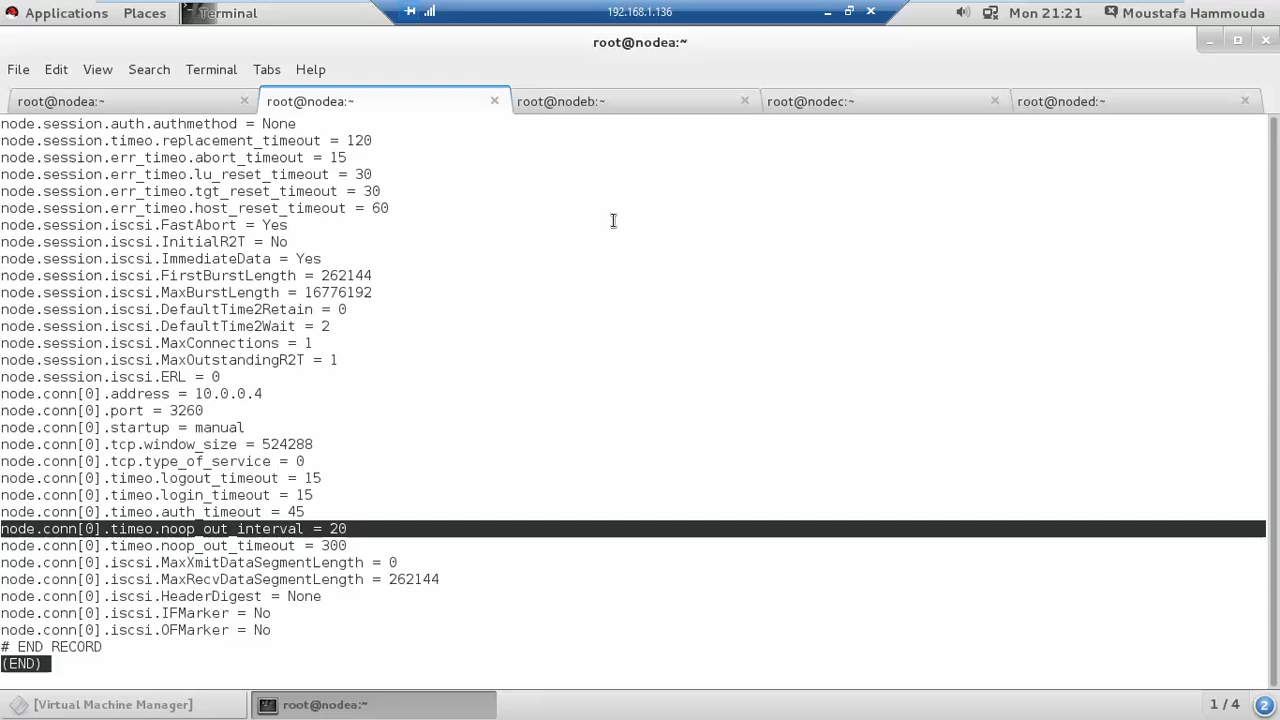 Applications Places Terminal 192.168.1.136 Mon 21:21 Moustafa Hammouda
root@nodea:~
File Edit View Search Terminal Tabs Help
root@nodea:~ root@nodea:~ root@nodeb:~ root@nodec:~ root@noded:~
node.session.auth.authmethod = None
node.session.timeo.replacement_timeout = 120
node.session.err_timeo.abort_timeout = 15
node.session.err_timeo.lu_reset_timeout = 30
node.session.err_timeo.tgt_reset_timeout = 30
node.session.err_timeo.host_reset_timeout = 60
node.session.iscsi.FastAbort = Yes
node.session.iscsi.InitialR2T = No
node.session.iscsi.ImmediateData = Yes
node.session.iscsi.FirstBurstLength = 262144
node.session.iscsi.MaxBurstLength = 16776192
node.session.iscsi.DefaultTime2Retain = 0
node.session.iscsi.DefaultTime2Wait = 2
node.session.iscsi.MaxConnections = 1
node.session.iscsi.MaxOutstandingR2T = 1
node.session.iscsi.ERL = 0
node.conn[0].address = 10.0.0.4
node.conn[0].port = 3260
node.conn[0].startup = manual
node.conn[0].tcp.window_size = 524288
node.conn[0].tcp.type_of_service = 0
node.conn[0].timeo.logout_timeout = 15
node.conn[0].timeo.login_timeout = 15
node.conn[0].timeo.auth_timeout = 45
node.conn[0].timeo.noop_out_interval = 20
node.conn[0].timeo.noop_out_timeout = 300
node.conn[0].iscsi.MaxXmitDataSegmentLength = 0
node.conn[0].iscsi.MaxRecvDataSegmentLength = 262144
node.conn[0].iscsi.HeaderDigest = None
node.conn[0].iscsi.IFMarker = No
node.conn[0].iscsi.OFMarker = No
# END RECORD
(END)
[Virtual Machine Manager] root@nodea:~ 1 / 4 2